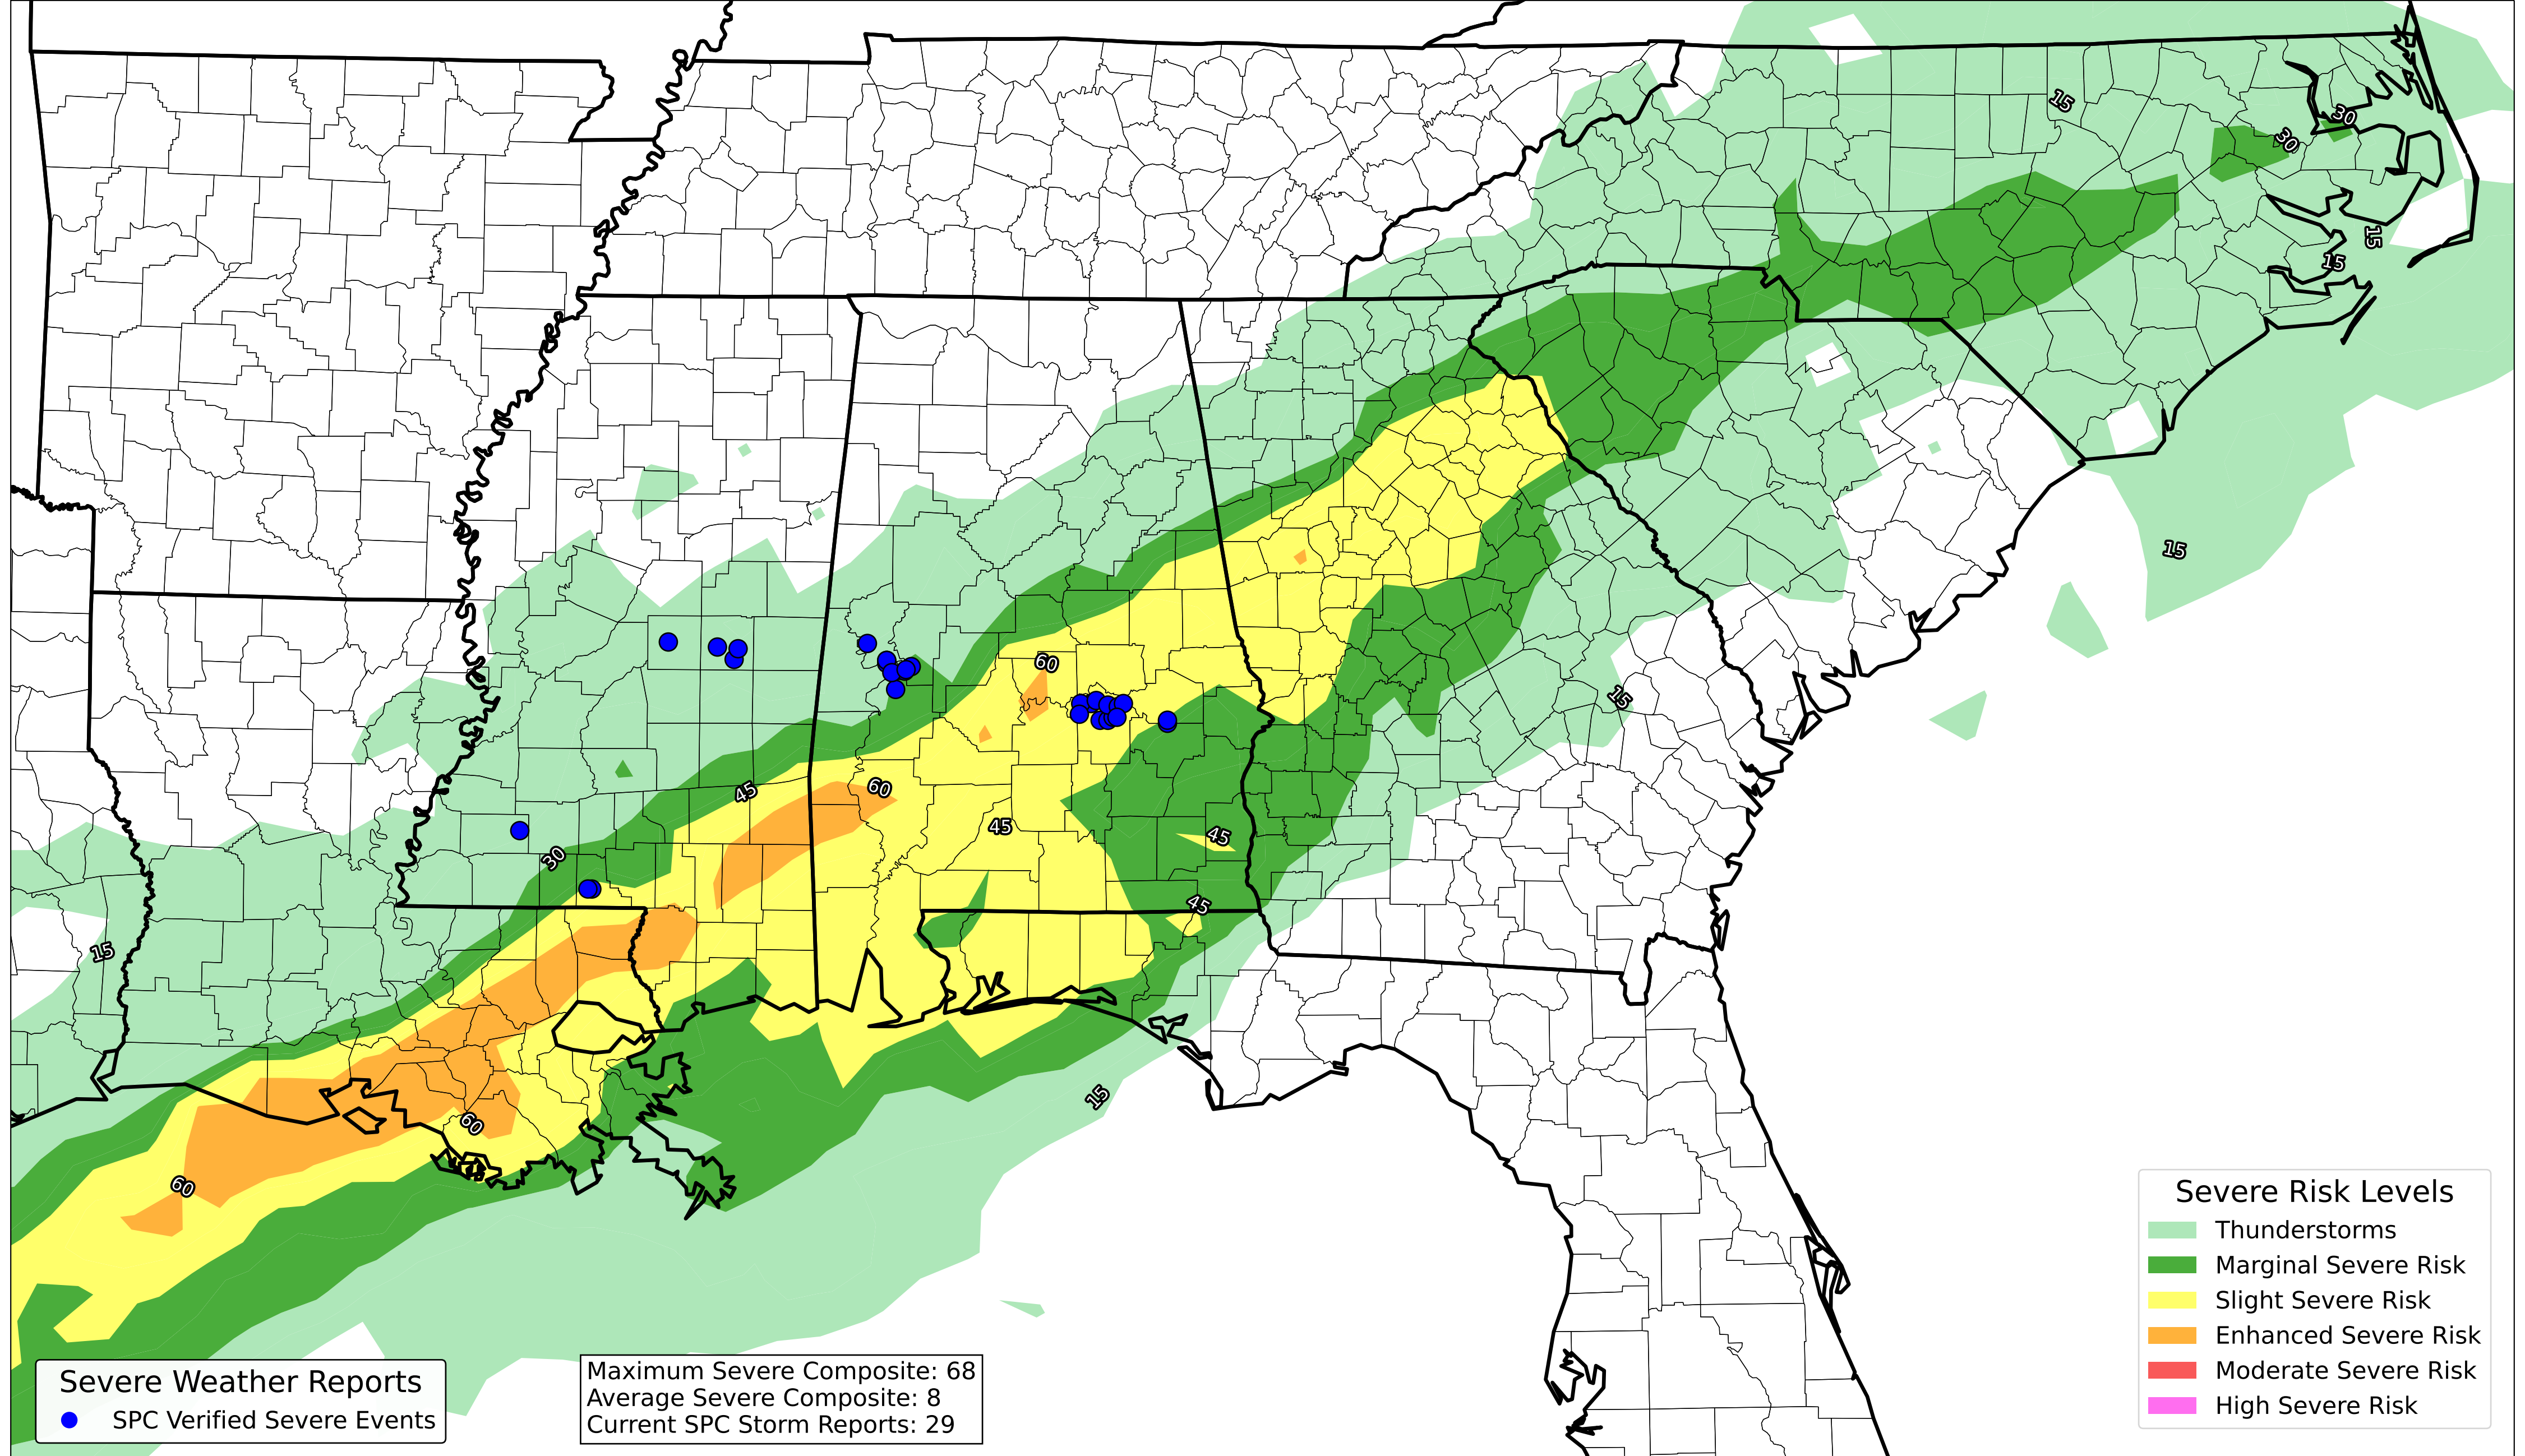 15
30
30
15
15
15
60
15
60
45
45
45
30
45
15
15
60
60
Severe Risk Levels
Thunderstorms
Marginal Severe Risk
Slight Severe Risk
Enhanced Severe Risk
Moderate Severe Risk
High Severe Risk
Severe Weather Reports
SPC Verified Severe Events
Maximum Severe Composite: 68
Average Severe Composite: 8
Current SPC Storm Reports: 29